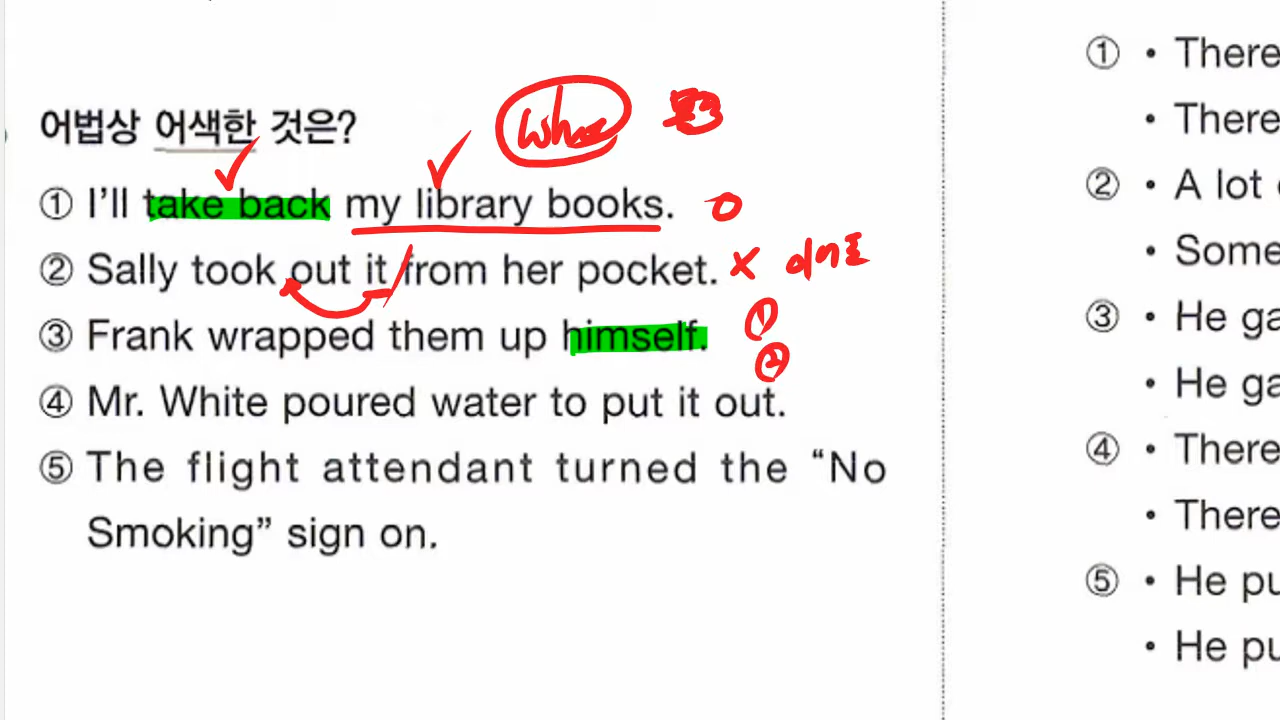 어법상 어색한 것은?
① I'll take back my library books. O
② Sally took out it from her pocket. X
③ Frank wrapped them up himself. ①
②
④ Mr. White poured water to put it out.
⑤ The flight attendant turned the “No
Smoking” sign on.
① • There
• There
② • A lot
• Some
③ • He ga
• He ga
④ • There
• There
⑤ • He pu
• He pu